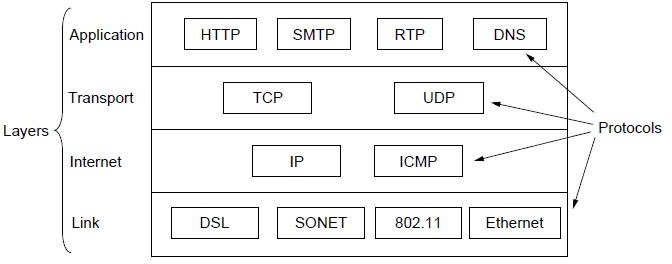 Application HTTP SMTP RTP DNS
Transport TCP UDP
Layers Protocols
Internet IP ICMP
Link DSL SONET 802.11 Ethernet